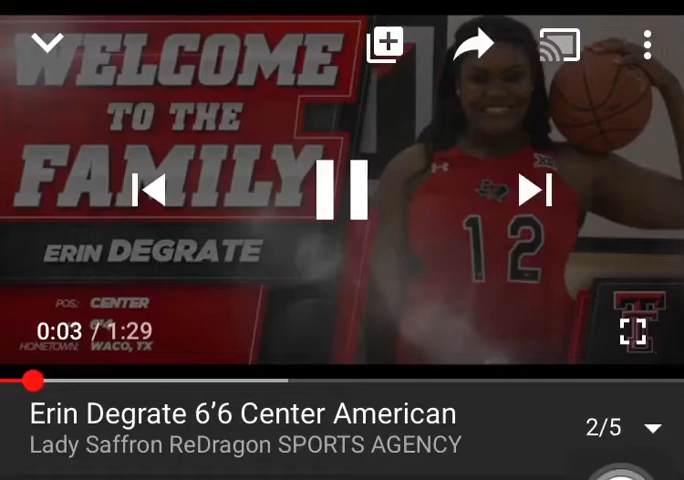 WELCOME
TO THE
FAMILY
ERIN DEGRATE
POS: CENTER
HOMETOWN: WACO, TX
XII
12
0:03 / 1:29
Erin Degrate 6’6 Center American
2/5
Lady Saffron ReDragon SPORTS AGENCY